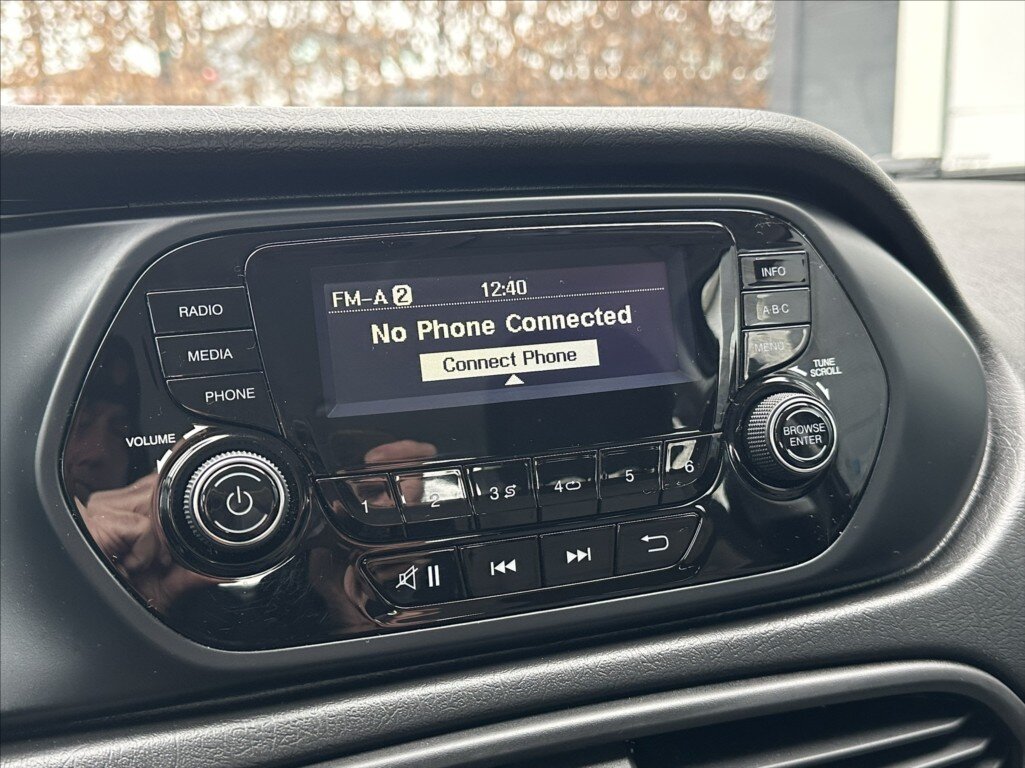 FM-A 2 12:40
No Phone Connected
Connect Phone
RADIO
MEDIA
PHONE
VOLUME
INFO
A·B·C
MENU
TUNE
SCROLL
BROWSE
ENTER
1 2 3 4 5 6